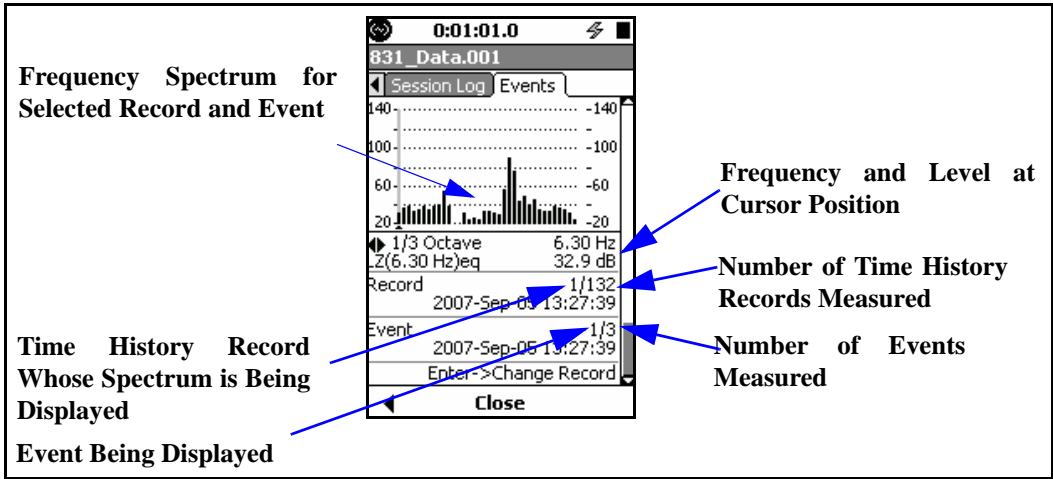 0:01:01.0
831_Data.001
Session Log Events
140 -140
100 -100
60 -60
20 -20
1/3 Octave 6.30 Hz
LZ(6.30 Hz)eq 32.9 dB
Record 1/132
2007-Sep-05 13:27:39
Event 1/3
2007-Sep-05 13:27:39
Enter->Change Record
Close
Frequency Spectrum for
Selected Record and Event
Time History Record
Whose Spectrum is Being
Displayed
Event Being Displayed
Frequency and Level at
Cursor Position
Number of Time History
Records Measured
Number of Events
Measured